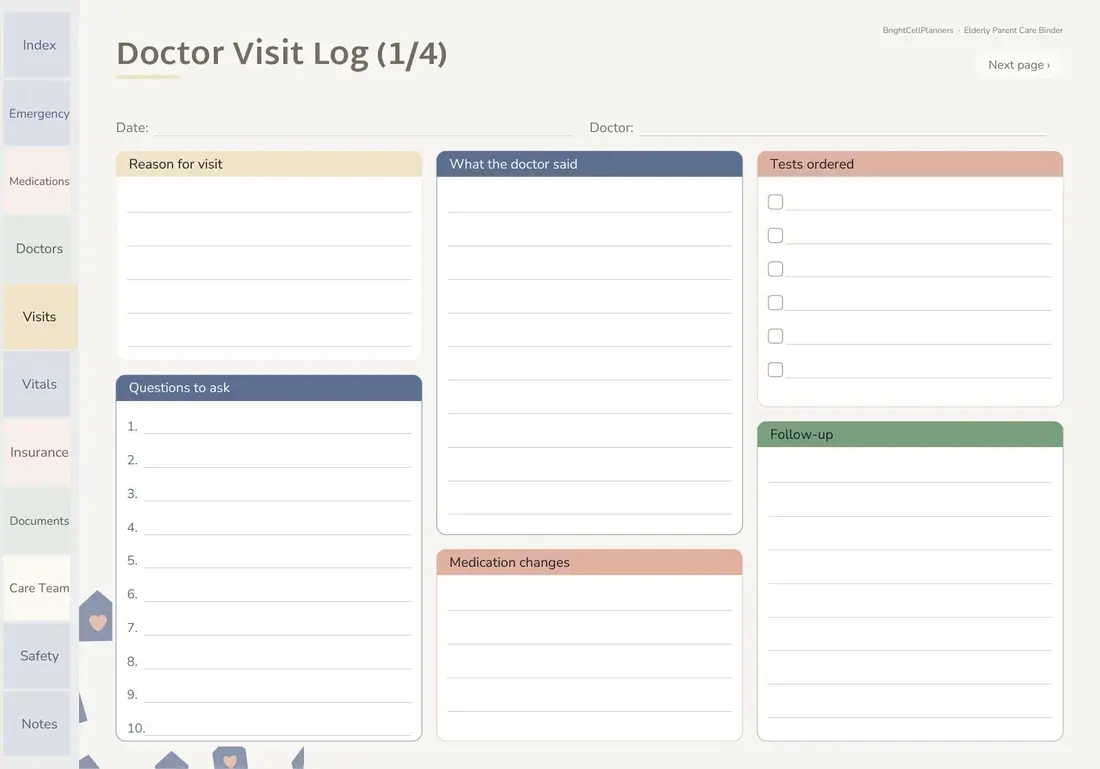 Index
Emergency
Medications
Doctors
Visits
Vitals
Insurance
Documents
Care Team
Safety
Notes
Doctor Visit Log (1/4)
BrightCellPlanners - Elderly Parent Care Binder
Next page ›
Date:
Doctor:
Reason for visit
Questions to ask
1.
2.
3.
4.
5.
6.
7.
8.
9.
10.
What the doctor said
Medication changes
Tests ordered
Follow-up